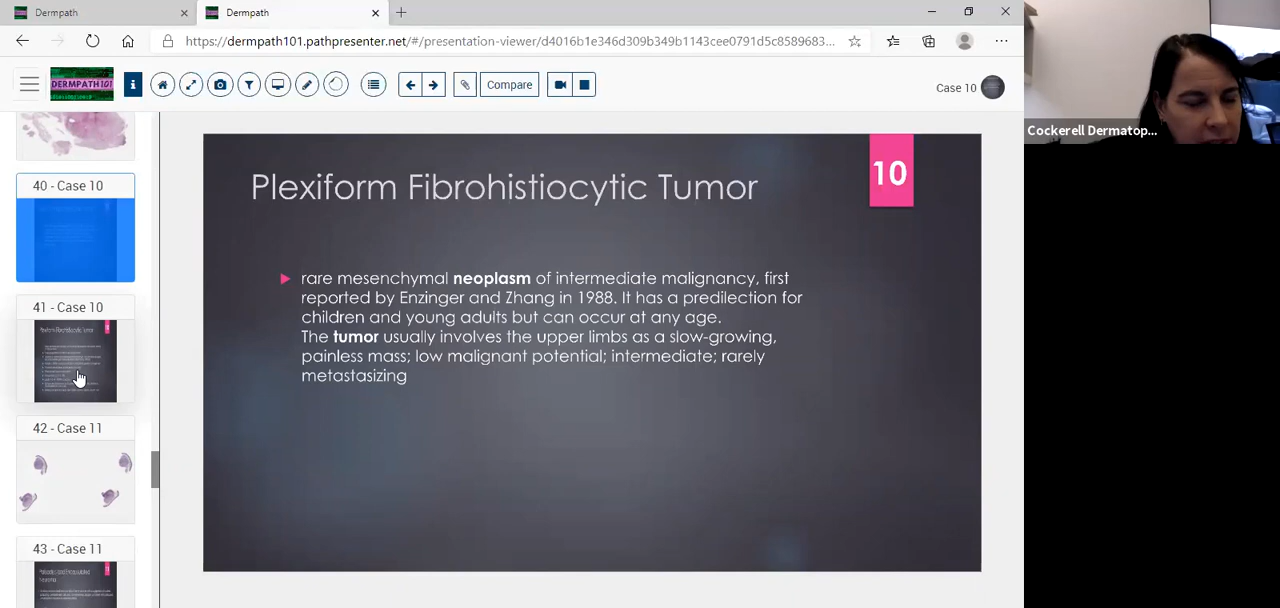 Dermpath
Dermpath
https://dermpath101.pathpresenter.net/#/presentation-viewer/d4016b1e346d309b349b1143cee0791d5c8589683...
DERMPATH101
Compare
Case 10
Cockerell Dermatop...
40 - Case 10
41 - Case 10
Plexiform Fibrohistiocytic Tumor
42 - Case 11
43 - Case 11
10
Plexiform Fibrohistiocytic Tumor
rare mesenchymal neoplasm of intermediate malignancy, first
reported by Enzinger and Zhang in 1988. It has a predilection for
children and young adults but can occur at any age.
The tumor usually involves the upper limbs as a slow-growing,
painless mass; low malignant potential; intermediate; rarely
metastasizing